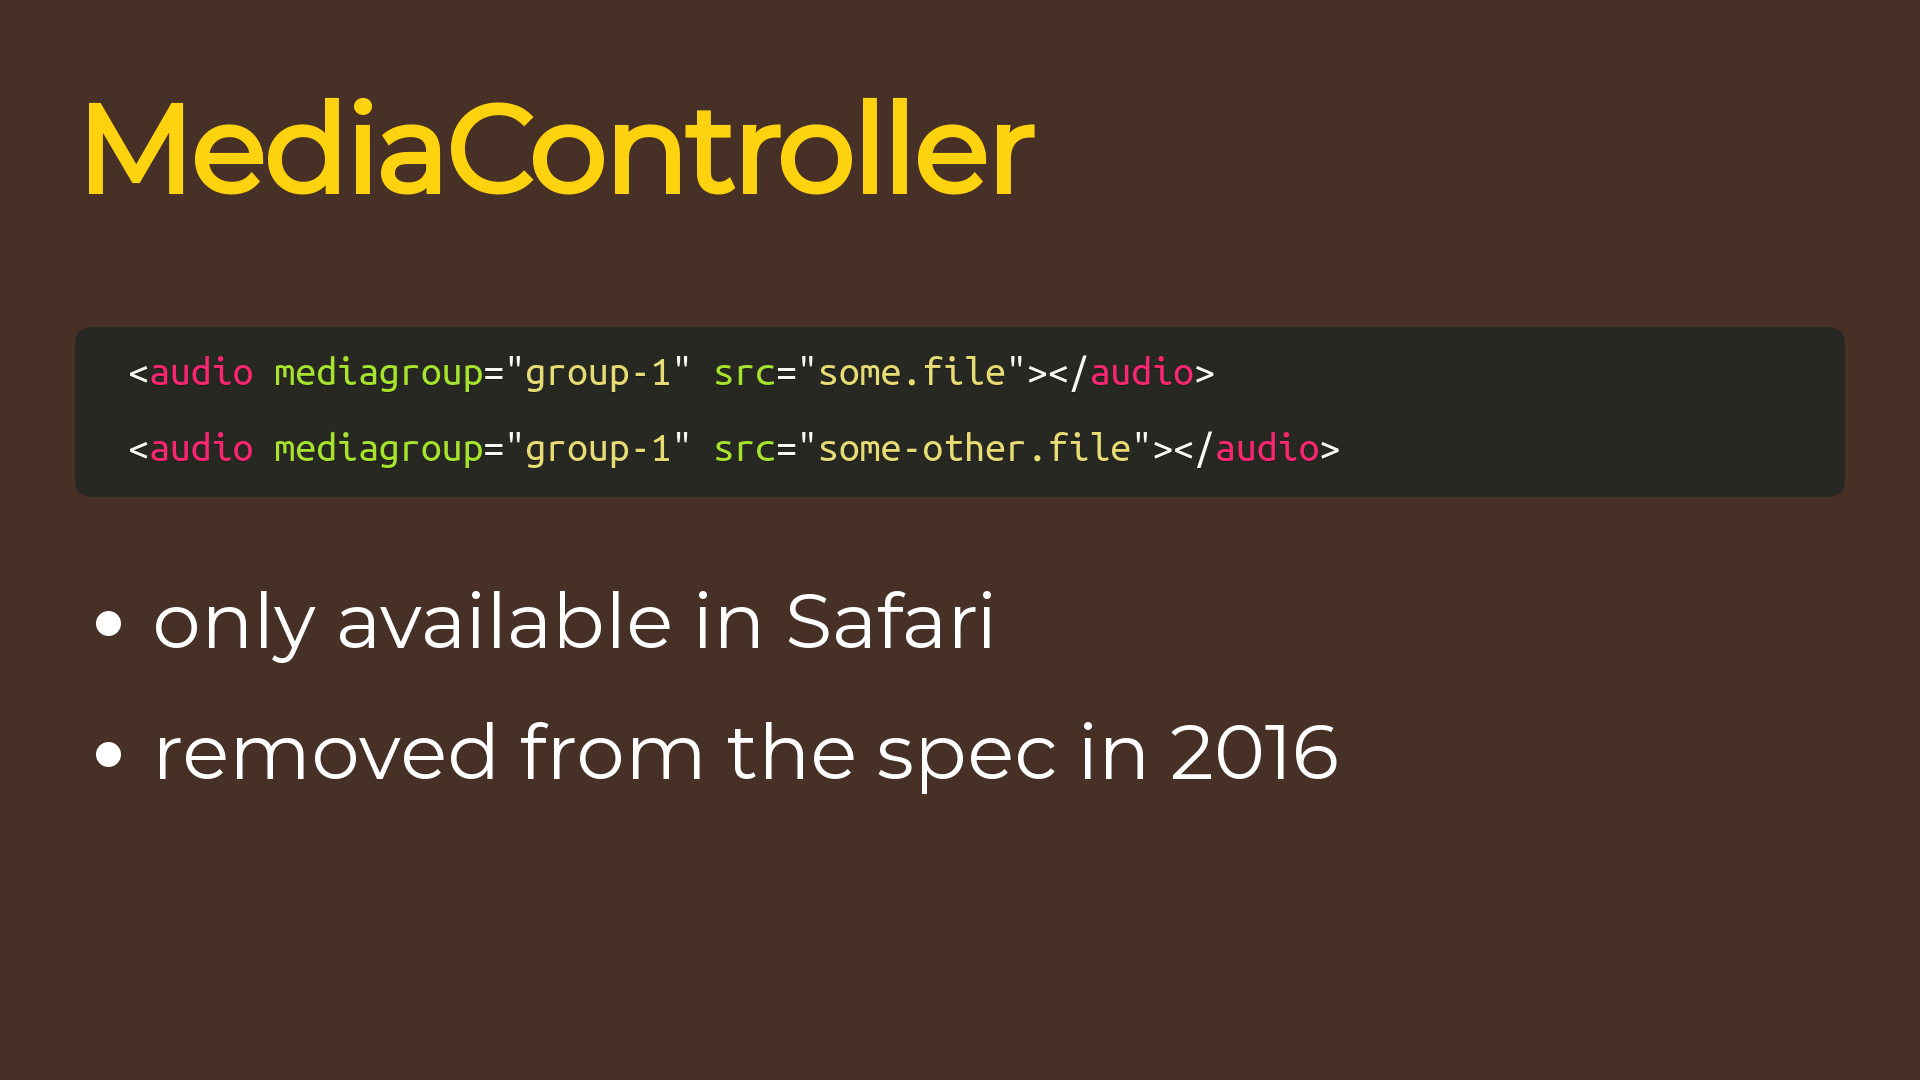 MediaController
<audio mediagroup="group-1" src="some.file"></audio>
<audio mediagroup="group-1" src="some-other.file"></audio>
• only available in Safari
• removed from the spec in 2016